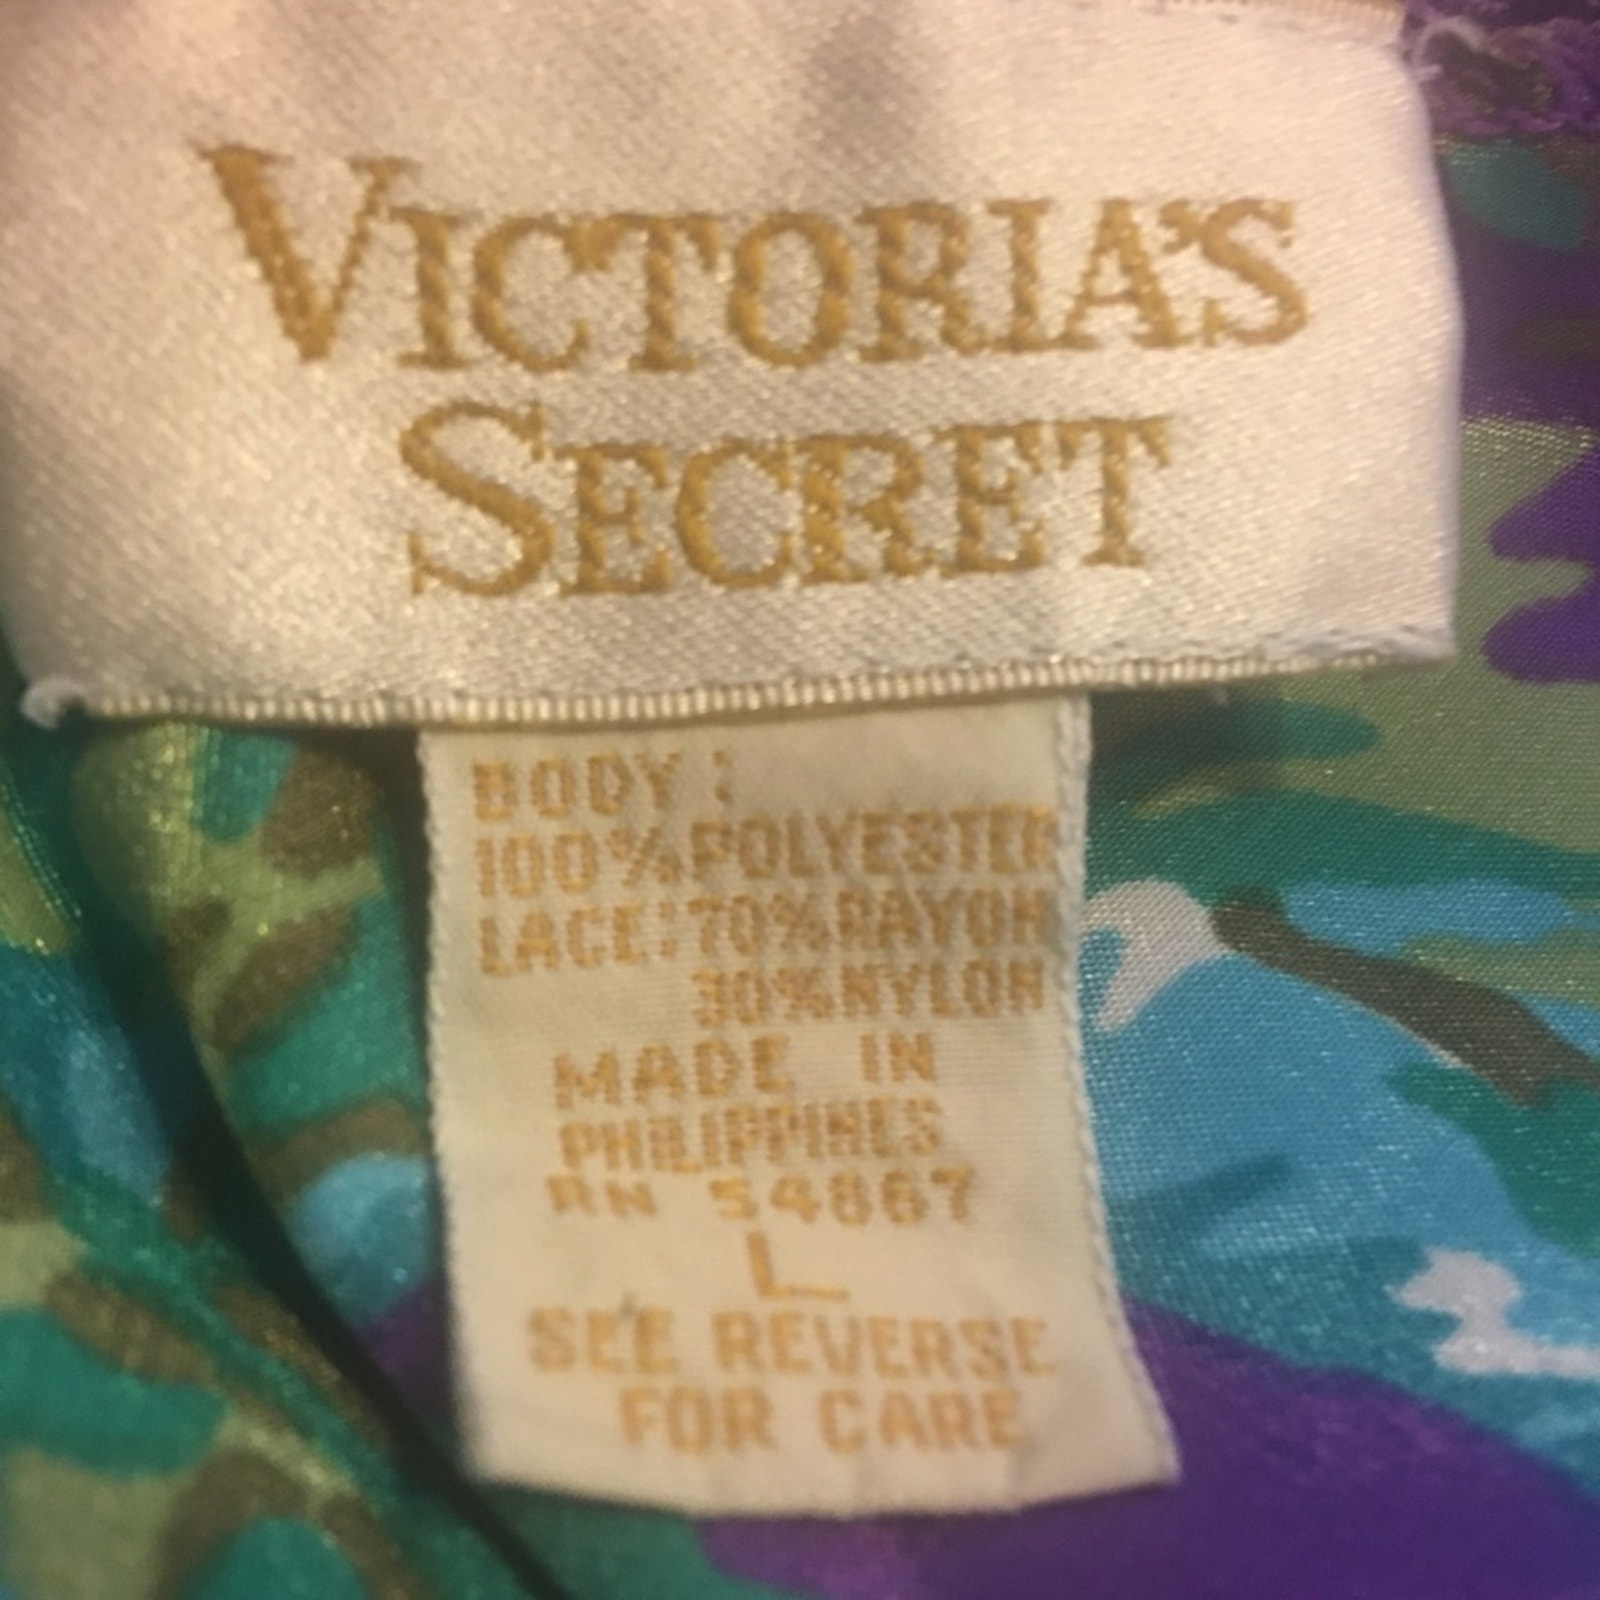 VICTORIA'S
SECRET
BODY:
100% POLYESTER
LACE: 70% RAYON
30% NYLON
MADE IN
PHILIPPINES
RN 54867
L
SEE REVERSE
FOR CARE